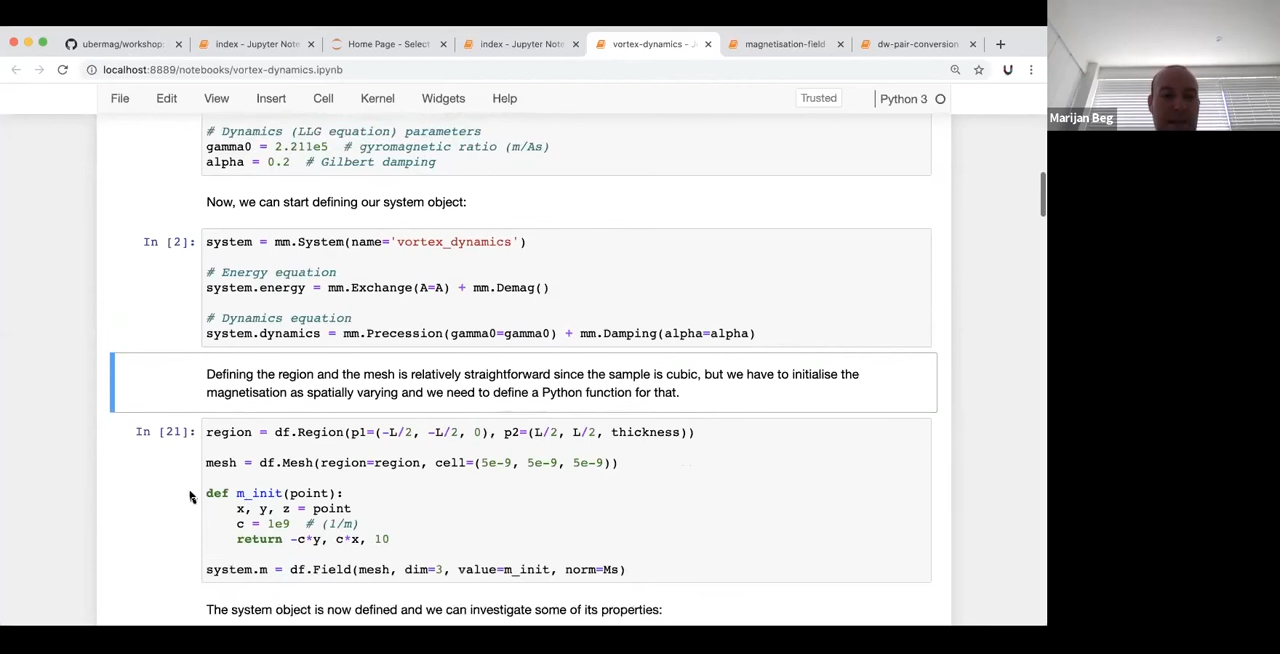 ubermag/workshop:
index - Jupyter Note
Home Page - Select
index - Jupyter Note
vortex-dynamics - J
magnetisation-field
dw-pair-conversion
localhost:8889/notebooks/vortex-dynamics.ipynb
File Edit View Insert Cell Kernel Widgets Help Trusted Python 3
# Dynamics (LLG equation) parameters
gamma0 = 2.211e5  # gyromagnetic ratio (m/As)
alpha = 0.2  # Gilbert damping
Now, we can start defining our system object:
In [2]: system = mm.System(name='vortex_dynamics')
# Energy equation
system.energy = mm.Exchange(A=A) + mm.Demag()
# Dynamics equation
system.dynamics = mm.Precession(gamma0=gamma0) + mm.Damping(alpha=alpha)
Defining the region and the mesh is relatively straightforward since the sample is cubic, but we have to initialise the
magnetisation as spatially varying and we need to define a Python function for that.
In [21]: region = df.Region(p1=(-L/2, -L/2, 0), p2=(L/2, L/2, thickness))
mesh = df.Mesh(region=region, cell=(5e-9, 5e-9, 5e-9))
def m_init(point):
    x, y, z = point
    c = 1e9  # (1/m)
    return -c*y, c*x, 10
system.m = df.Field(mesh, dim=3, value=m_init, norm=Ms)
The system object is now defined and we can investigate some of its properties:
Marijan Beg